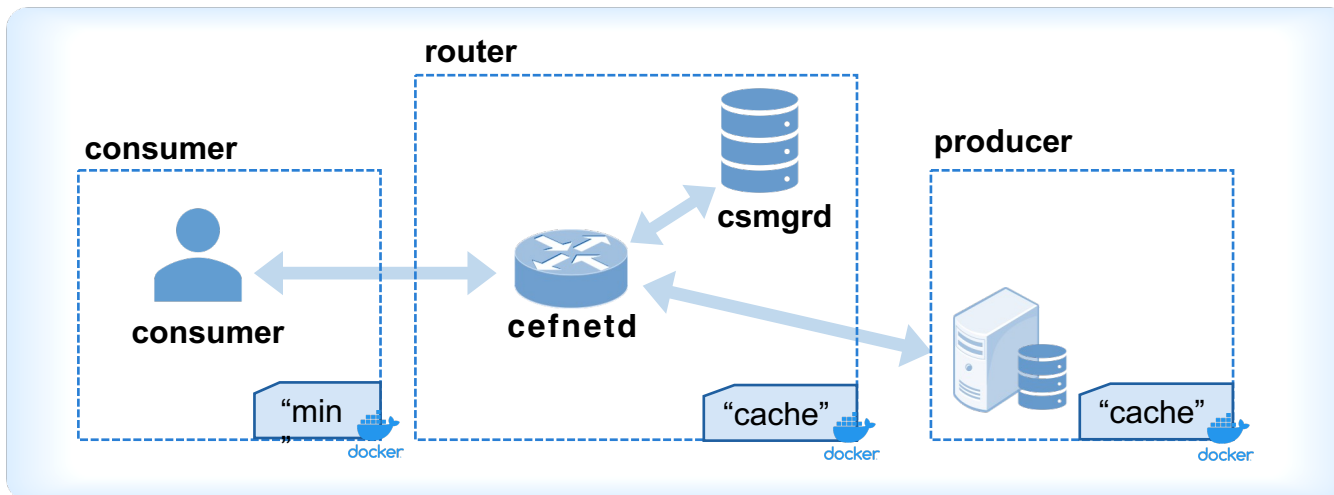 router
consumer
producer
csmgrd
consumer
cefnetd
“min
”
docker
“cache”
docker
“cache”
docker